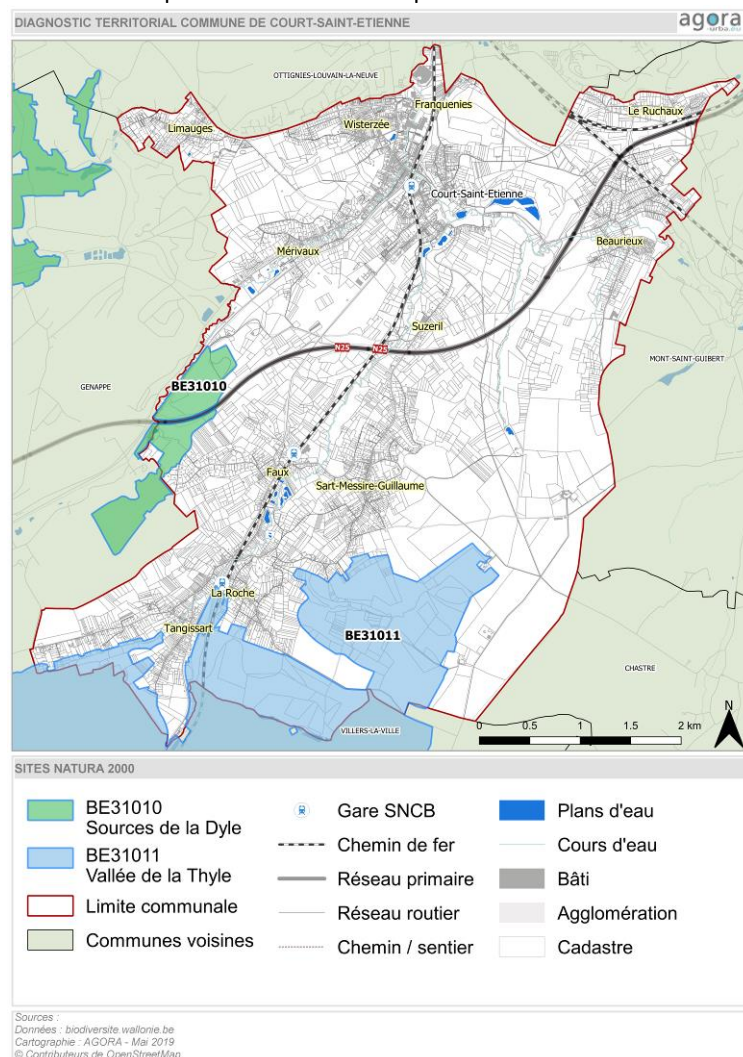 DIAGNOSTIC TERRITORIAL COMMUNE DE COURT-SAINT-ETIENNE
agora
-urba.eu
OTTIGNIES-LOUVAIN-LA-NEUVE
Franquenies
Le Ruchaux
Limauges
Wisterzée
Court-Saint-Etienne
Beaurieux
Mérivaux
Suzeril
N25
N25
MONT-SAINT-GUIBERT
GENAPPE
BE31010
Faux
Sart-Messire-Guillaume
La Roche
Tangissart
BE31011
CHASTRE
N
VILLERS-LA-VILLE
0 0.5 1 1.5 2 km
SITES NATURA 2000
BE31010
Sources de la Dyle
BE31011
Vallée de la Thyle
Limite communale
Communes voisines
Gare SNCB
Chemin de fer
Réseau primaire
Réseau routier
Chemin / sentier
Plans d'eau
Cours d'eau
Bâti
Agglomération
Cadastre
Sources :
Données : biodiversite.wallonie.be
Cartographie : AGORA - Mai 2019
© Contributeurs de OpenStreetMap